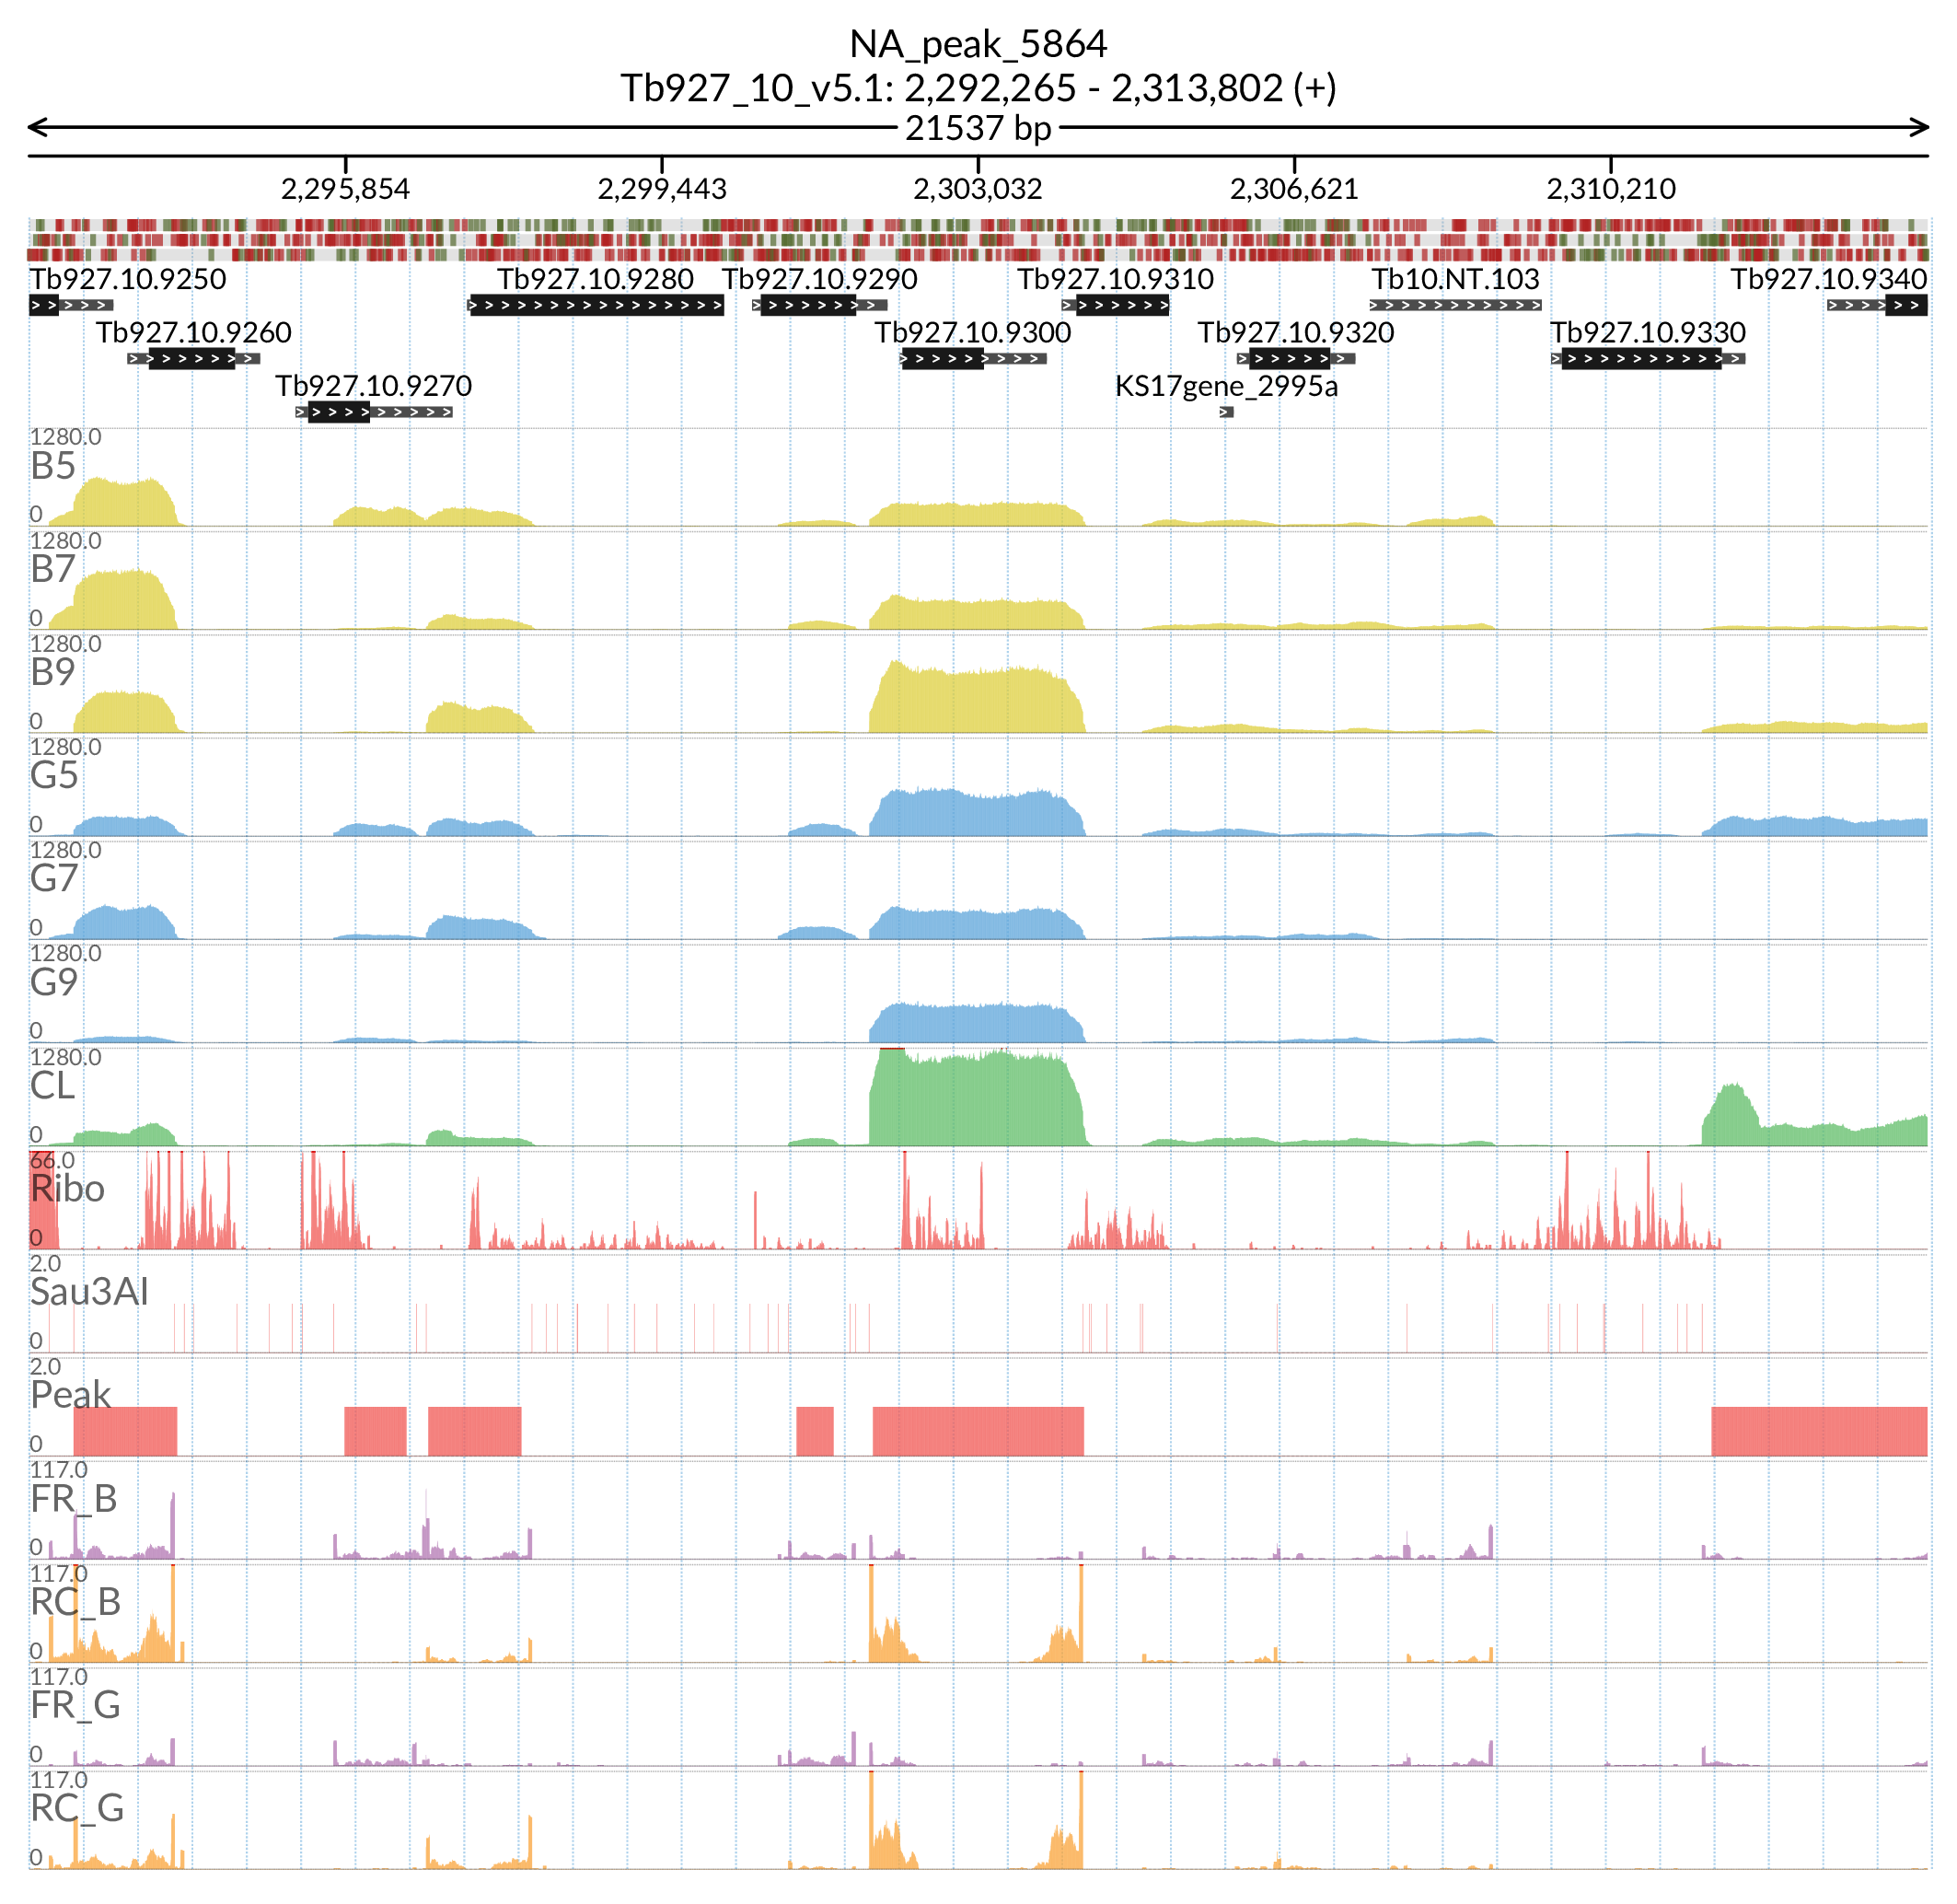 NA_peak_5864
Tb927_10_v5.1: 2,292,265 - 2,313,802 (+)
21537 bp
2,295,854 2,299,443 2,303,032 2,306,621 2,310,210
Tb927.10.9250 Tb927.10.9280 Tb927.10.9290 Tb927.10.9310 Tb10.NT.103 Tb927.10.9340
Tb927.10.9260 Tb927.10.9300 Tb927.10.9320 Tb927.10.9330
Tb927.10.9270 KS17gene_2995a
1280.0
B5
0
1280.0
B7
0
1280.0
B9
0
1280.0
G5
0
1280.0
G7
0
1280.0
G9
0
1280.0
CL
0
66.0
Ribo
0
2.0
Sau3AI
0
2.0
Peak
0
117.0
FR_B
0
117.0
RC_B
0
117.0
FR_G
0
117.0
RC_G
0